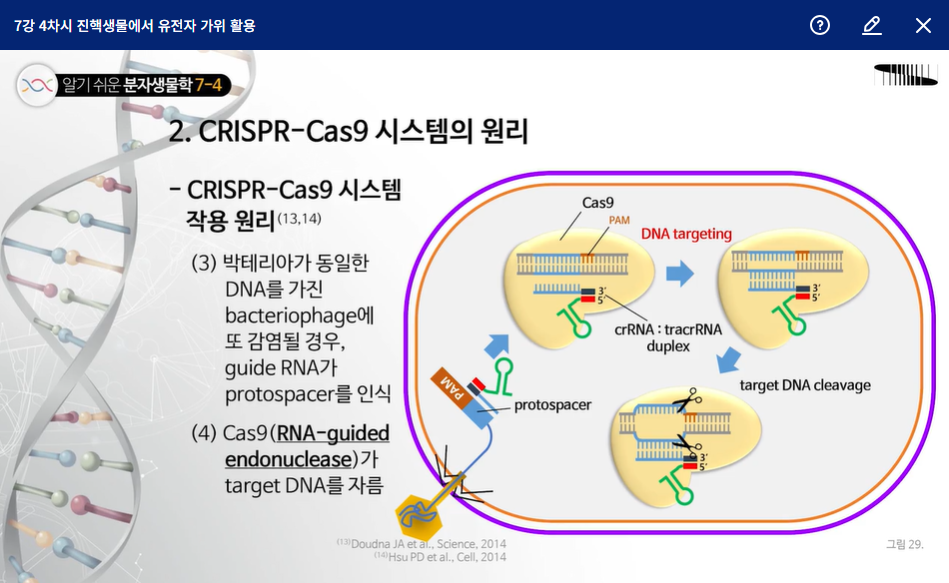 7강 4차시 진핵생물에서 유전자 가위 활용
알기 쉬운 분자생물학 7-4
2. CRISPR-Cas9 시스템의 원리
- CRISPR-Cas9 시스템
작용 원리(13,14)
(3) 박테리아가 동일한
DNA를 가진
bacteriophage에
또 감염될 경우,
guide RNA가
protospacer를 인식
(4) Cas9(RNA-guided
endonuclease)가
target DNA를 자름
Cas9
PAM
DNA targeting
3'
5'
3'
5'
crRNA : tracrRNA
duplex
PAM
protospacer
target DNA cleavage
3'
5'
(13)Doudna JA et al., Science, 2014
(14)Hsu PD et al., Cell, 2014
그림 29.